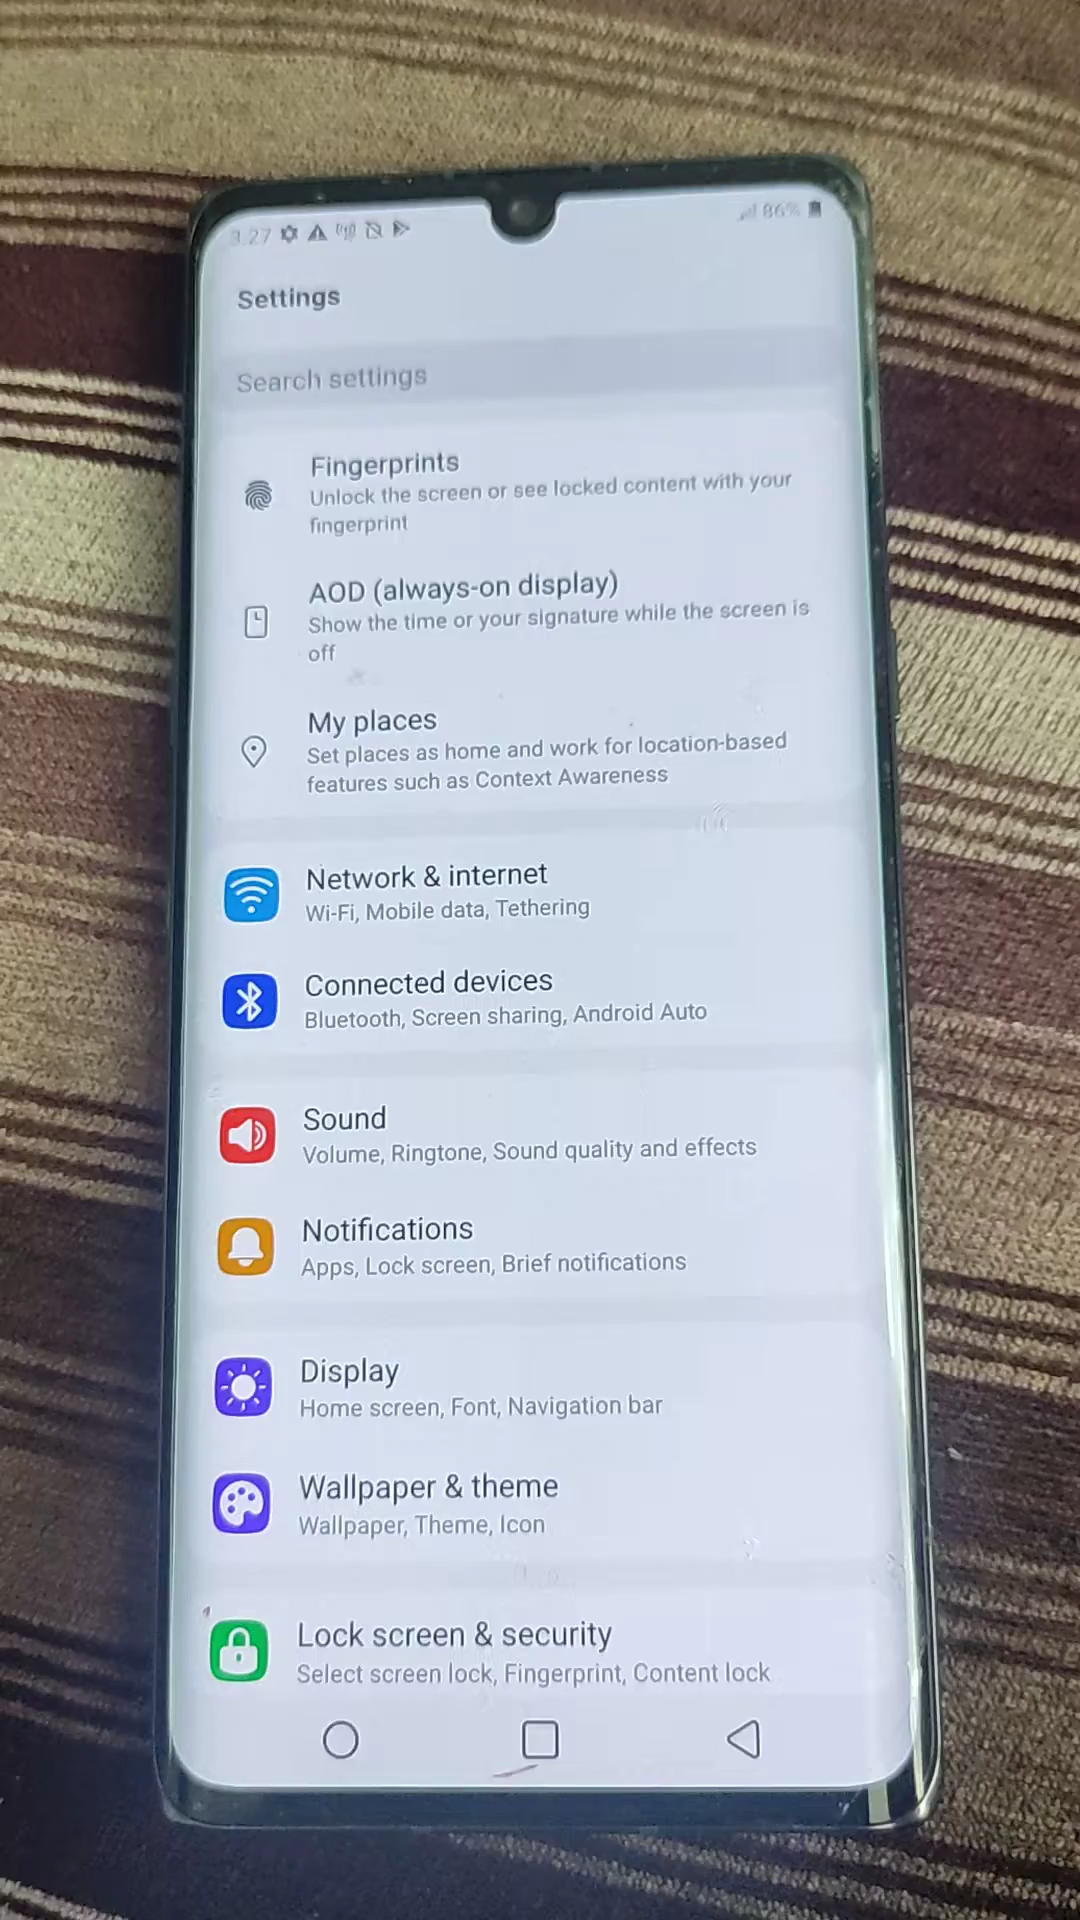 3:27 86%
Settings
Search settings
Fingerprints
Unlock the screen or see locked content with your
fingerprint
AOD (always-on display)
Show the time or your signature while the screen is
off
My places
Set places as home and work for location-based
features such as Context Awareness
Network & internet
Wi-Fi, Mobile data, Tethering
Connected devices
Bluetooth, Screen sharing, Android Auto
Sound
Volume, Ringtone, Sound quality and effects
Notifications
Apps, Lock screen, Brief notifications
Display
Home screen, Font, Navigation bar
Wallpaper & theme
Wallpaper, Theme, Icon
Lock screen & security
Select screen lock, Fingerprint, Content lock